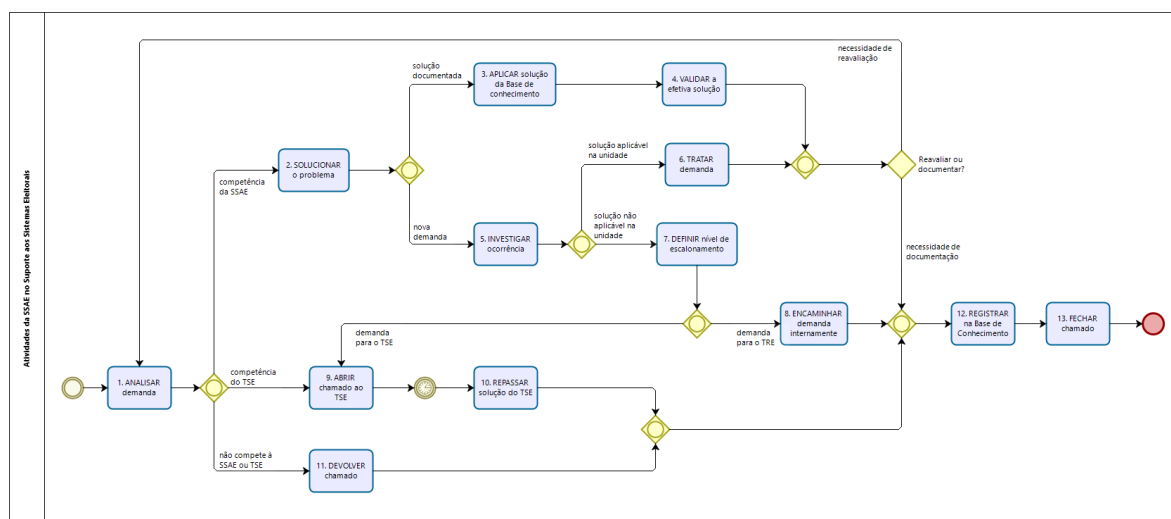 Atividades da SSAE no Suporte aos Sistemas Eleitorais
necessidade de
reavaliação
solução
documentada
3. APLICAR solução
da Base de
conhecimento
4. VALIDAR a
efetiva solução
2. SOLUCIONAR
o problema
competência
da SSAE
solução aplicável
na unidade
6. TRATAR
demanda
Reavaliar ou
documentar?
nova
demanda
5. INVESTIGAR
ocorrência
solução não
aplicável na
unidade
7. DEFINIR nível de
escalonamento
necessidade de
documentação
demanda
para o TSE
demanda
para o TRE
8. ENCAMINHAR
demanda
internamente
12. REGISTRAR
na Base de
Conhecimento
13. FECHAR
chamado
1. ANALISAR
demanda
competência
do TSE
9. ABRIR
chamado ao
TSE
10. REPASSAR
solução do TSE
não compete à
SSAE ou TSE
11. DEVOLVER
chamado